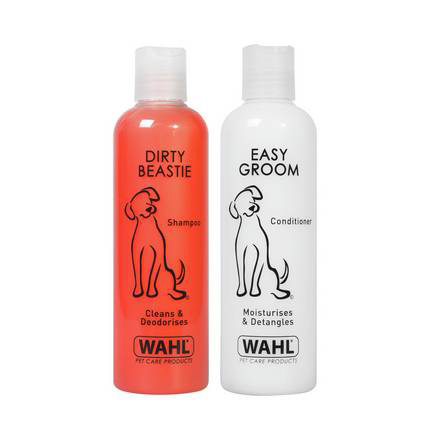 DIRTY
BEASTIE
Shampoo
Cleans &
Deodorises
WAHL
PET CARE PRODUCTS
EASY
GROOM
Conditioner
Moisturises
& Detangles
WAHL
PET CARE PRODUCTS